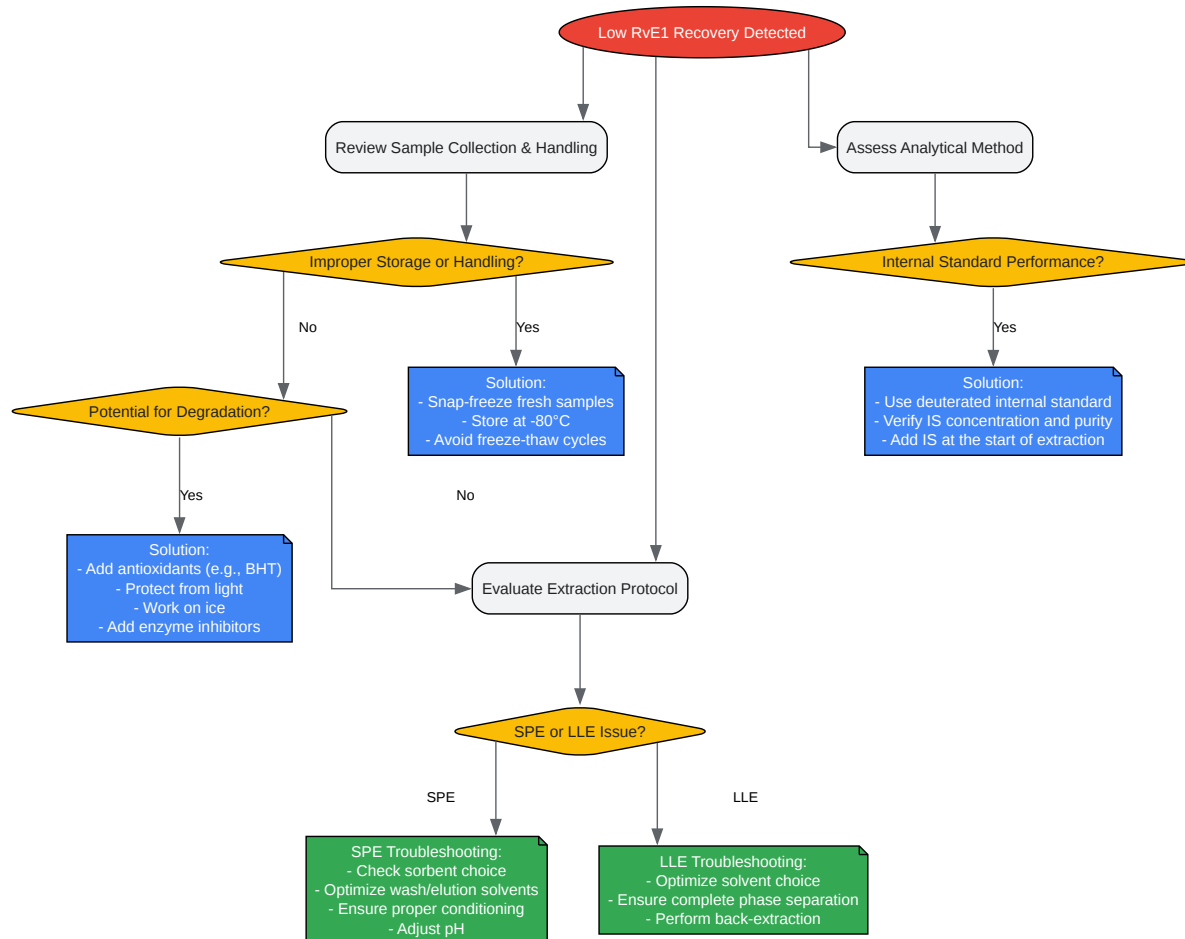 Low RvE1 Recovery Detected
Review Sample Collection & Handling
Assess Analytical Method
Improper Storage or Handling?
Internal Standard Performance?
No
Yes
Yes
Solution:
- Snap-freeze fresh samples
- Store at -80°C
- Avoid freeze-thaw cycles
Solution:
- Use deuterated internal standard
- Verify IS concentration and purity
- Add IS at the start of extraction
Potential for Degradation?
Yes
No
Solution:
- Add antioxidants (e.g., BHT)
- Protect from light
- Work on ice
- Add enzyme inhibitors
Evaluate Extraction Protocol
SPE or LLE Issue?
SPE
LLE
SPE Troubleshooting:
- Check sorbent choice
- Optimize wash/elution solvents
- Ensure proper conditioning
- Adjust pH
LLE Troubleshooting:
- Optimize solvent choice
- Ensure complete phase separation
- Perform back-extraction